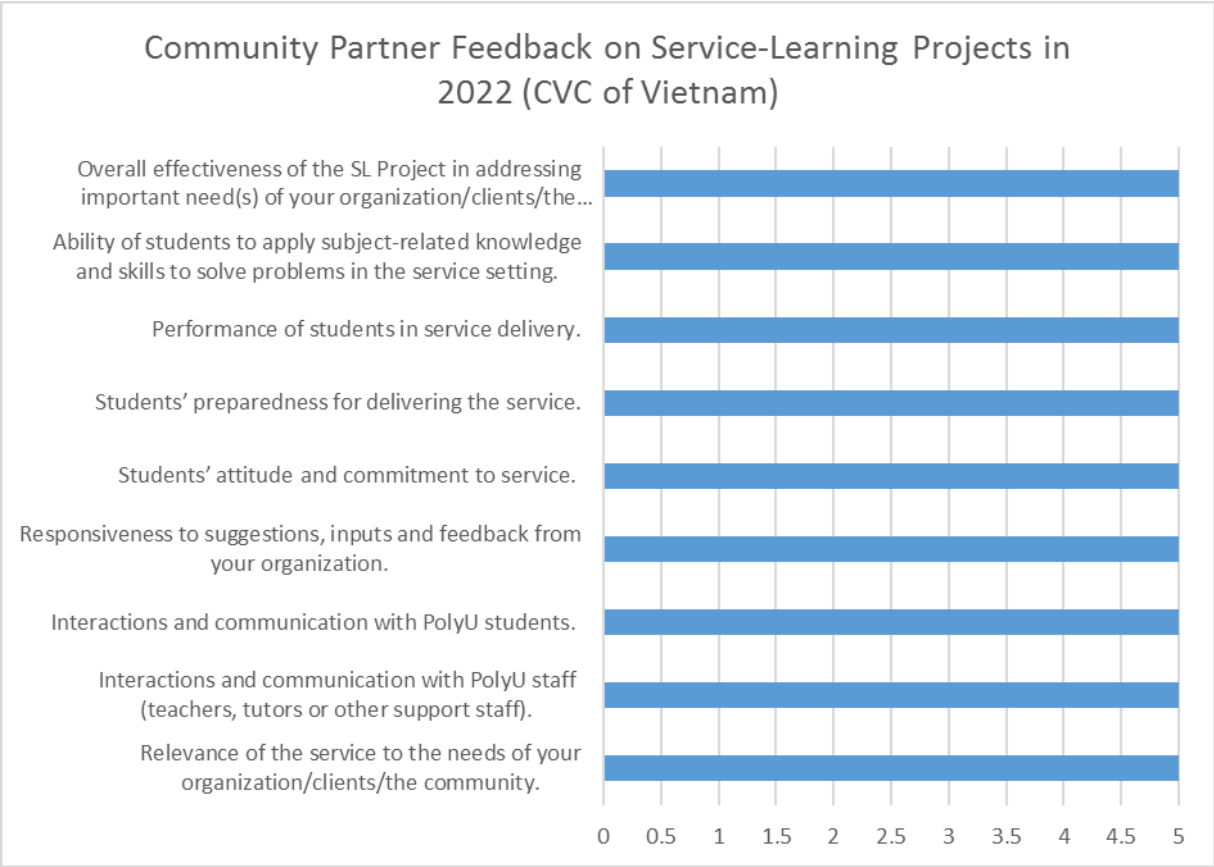 Community Partner Feedback on Service-Learning Projects in
2022 (CVC of Vietnam)
Overall effectiveness of the SL Project in addressing
important need(s) of your organization/clients/the...
Ability of students to apply subject-related knowledge
and skills to solve problems in the service setting.
Performance of students in service delivery.
Students’ preparedness for delivering the service.
Students’ attitude and commitment to service.
Responsiveness to suggestions, inputs and feedback from
your organization.
Interactions and communication with PolyU students.
Interactions and communication with PolyU staff
(teachers, tutors or other support staff).
Relevance of the service to the needs of your
organization/clients/the community.
0 0.5 1 1.5 2 2.5 3 3.5 4 4.5 5